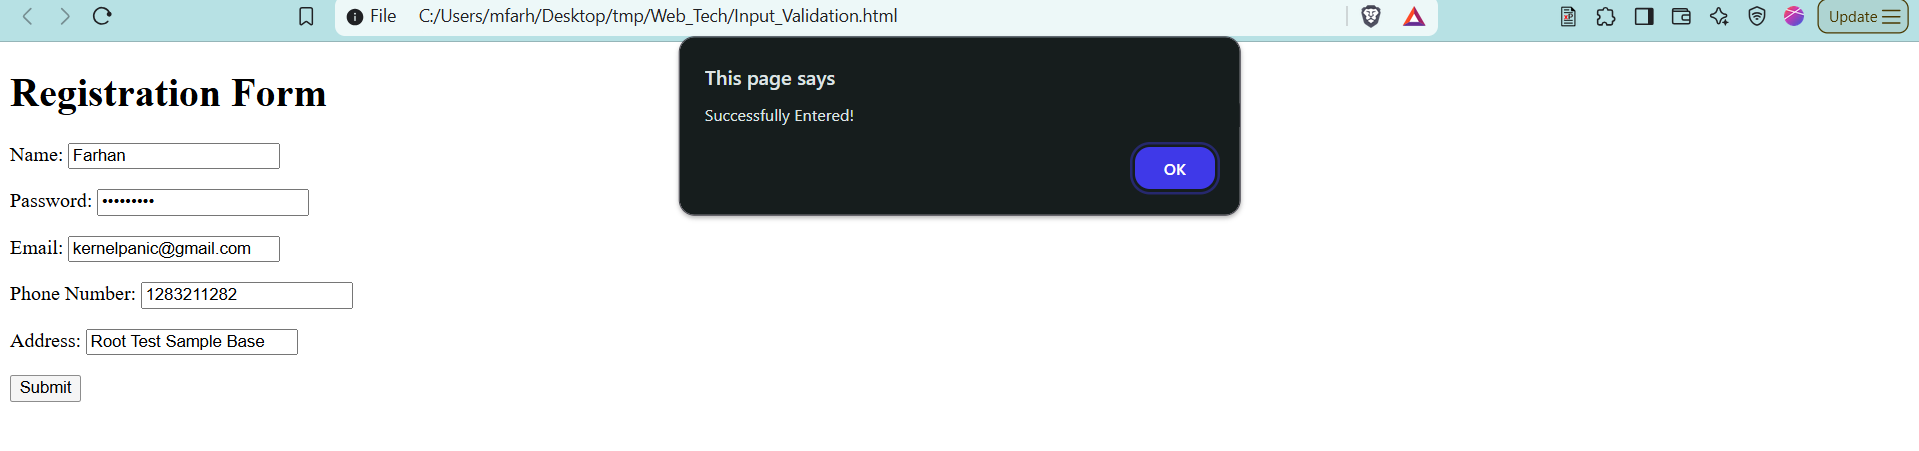 File C:/Users/mfarh/Desktop/tmp/Web_Tech/Input_Validation.html
Update
This page says
Successfully Entered!
OK
Registration Form
Name: Farhan
Password: •••••••••
Email: kernelpanic@gmail.com
Phone Number: 1283211282
Address: Root Test Sample Base
Submit